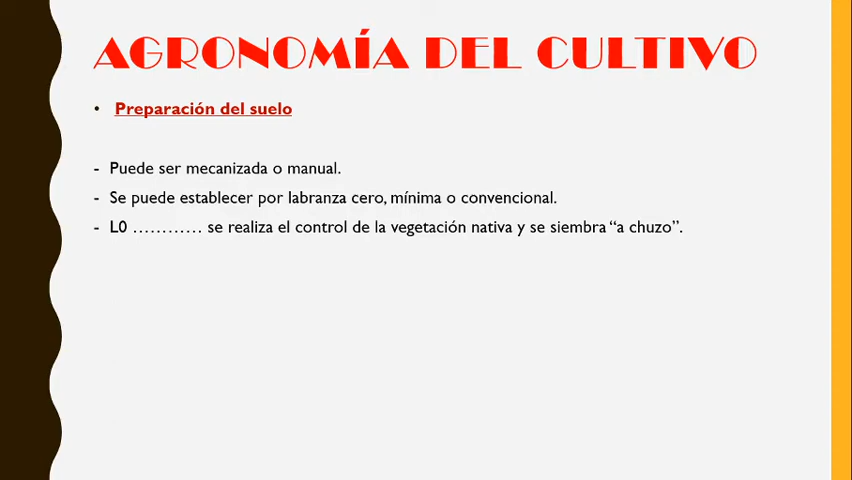 AGRONOMÍA DEL CULTIVO
• Preparación del suelo
- Puede ser mecanizada o manual.
- Se puede establecer por labranza cero, mínima o convencional.
- L0 ………… se realiza el control de la vegetación nativa y se siembra “a chuzo”.